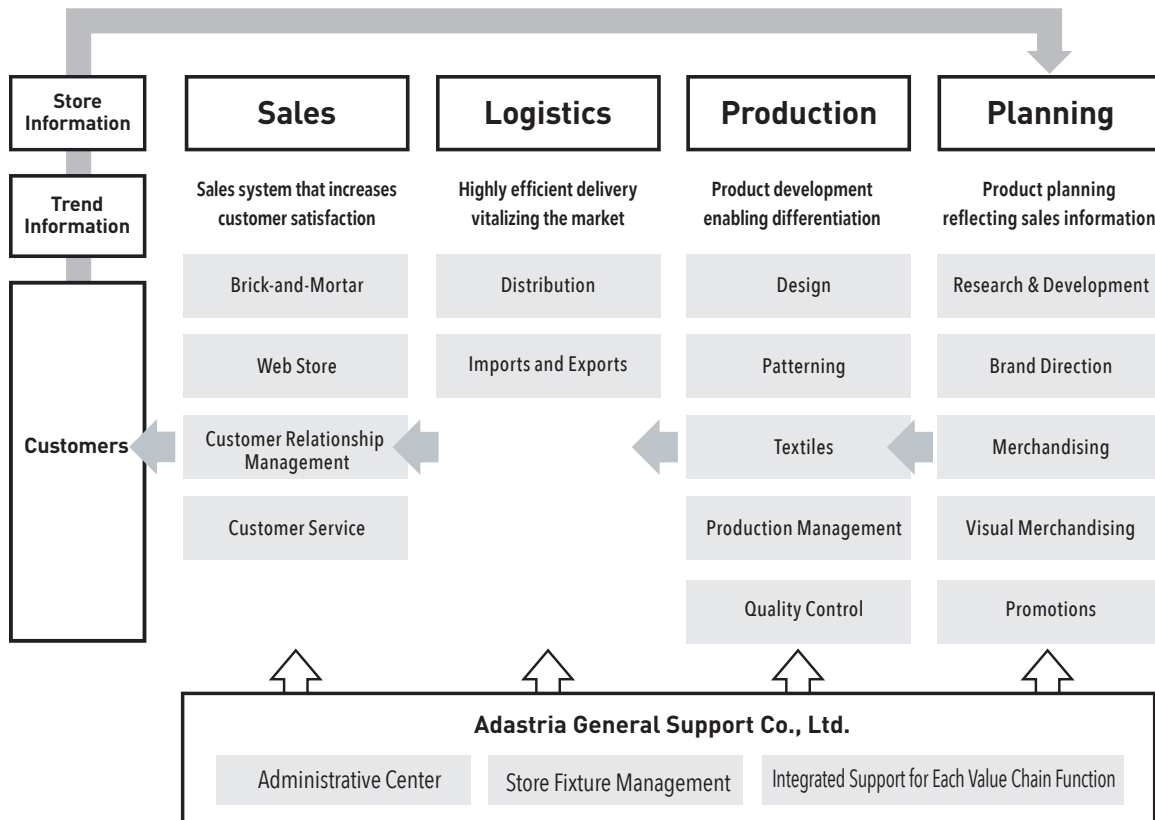 Store
Information
Sales
Logistics
Production
Planning
Trend
Information
Sales system that increases
customer satisfaction
Highly efficient delivery
vitalizing the market
Product development
enabling differentiation
Product planning
reflecting sales information
Brick-and-Mortar
Distribution
Design
Research & Development
Web Store
Imports and Exports
Patterning
Brand Direction
Customers
Customer Relationship
Management
Textiles
Merchandising
Customer Service
Production Management
Visual Merchandising
Quality Control
Promotions
Adastria General Support Co., Ltd.
Administrative Center
Store Fixture Management
Integrated Support for Each Value Chain Function